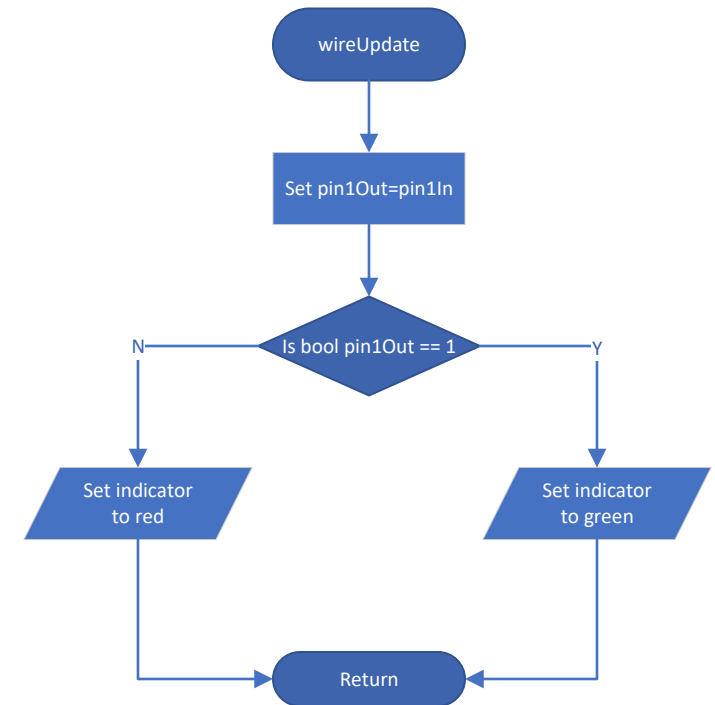 wireUpdate
Set pin1Out=pin1In
Is bool pin1Out == 1
N
Y
Set indicator
to red
Set indicator
to green
Return